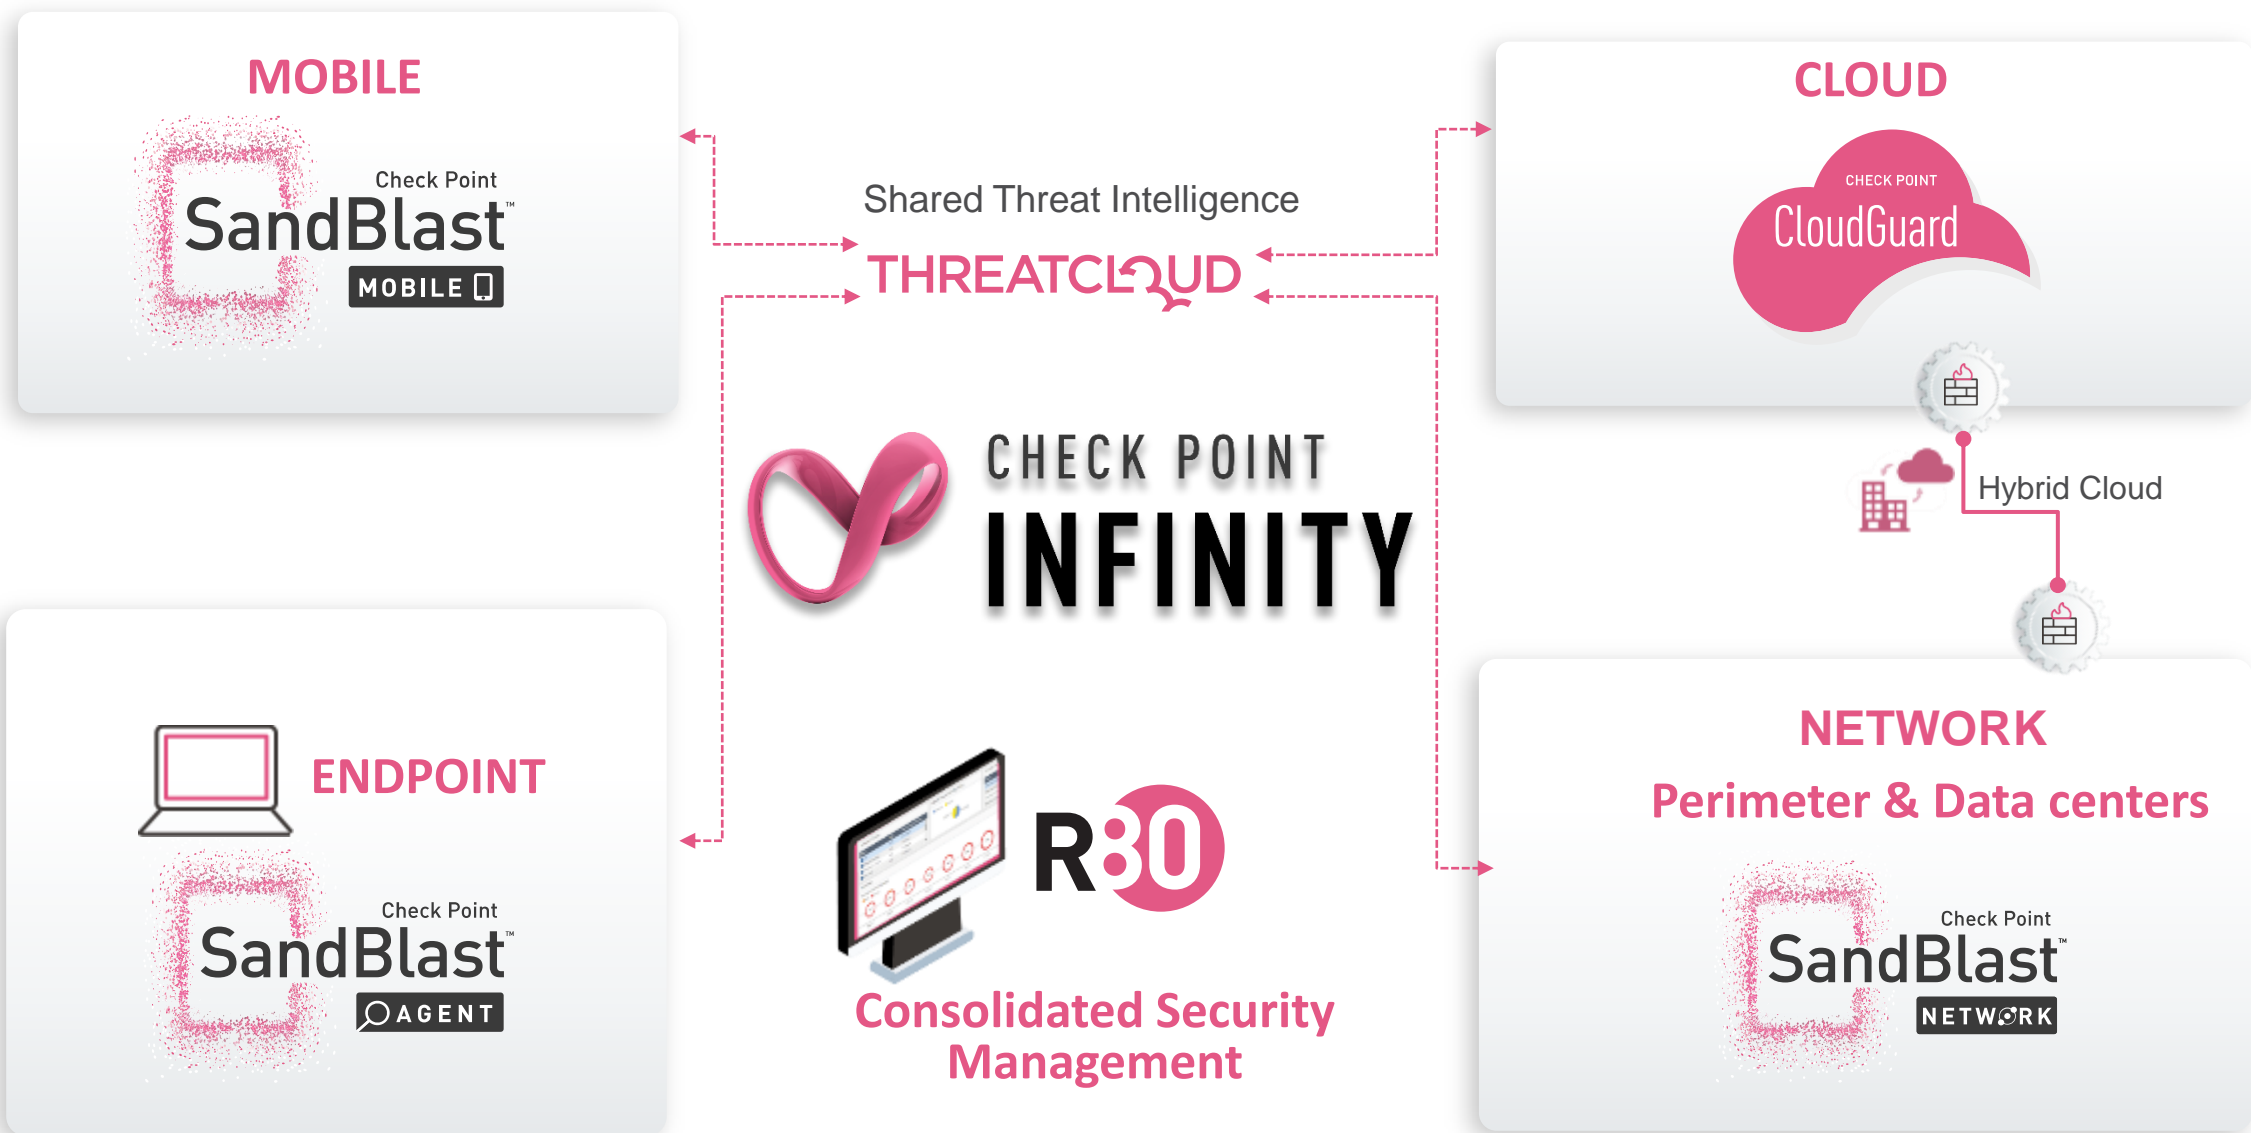 MOBILE
Check Point
SandBlast™
MOBILE
Shared Threat Intelligence
THREATCLOUD
CLOUD
CHECK POINT
CloudGuard
Hybrid Cloud
CHECK POINT
INFINITY
ENDPOINT
Check Point
SandBlast™
AGENT
R80
Consolidated Security
Management
NETWORK
Perimeter & Data centers
Check Point
SandBlast™
NETWORK